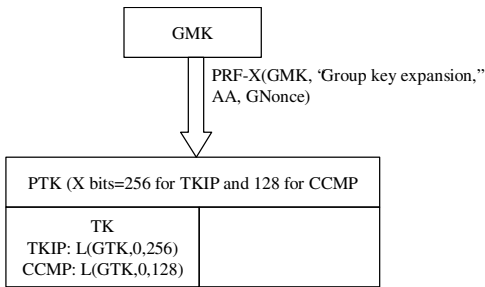 GMK
PRF-X(GMK, ‘Group key expansion,”
AA, GNonce)
PTK (X bits=256 for TKIP and 128 for CCMP
TK
TKIP: L(GTK,0,256)
CCMP: L(GTK,0,128)